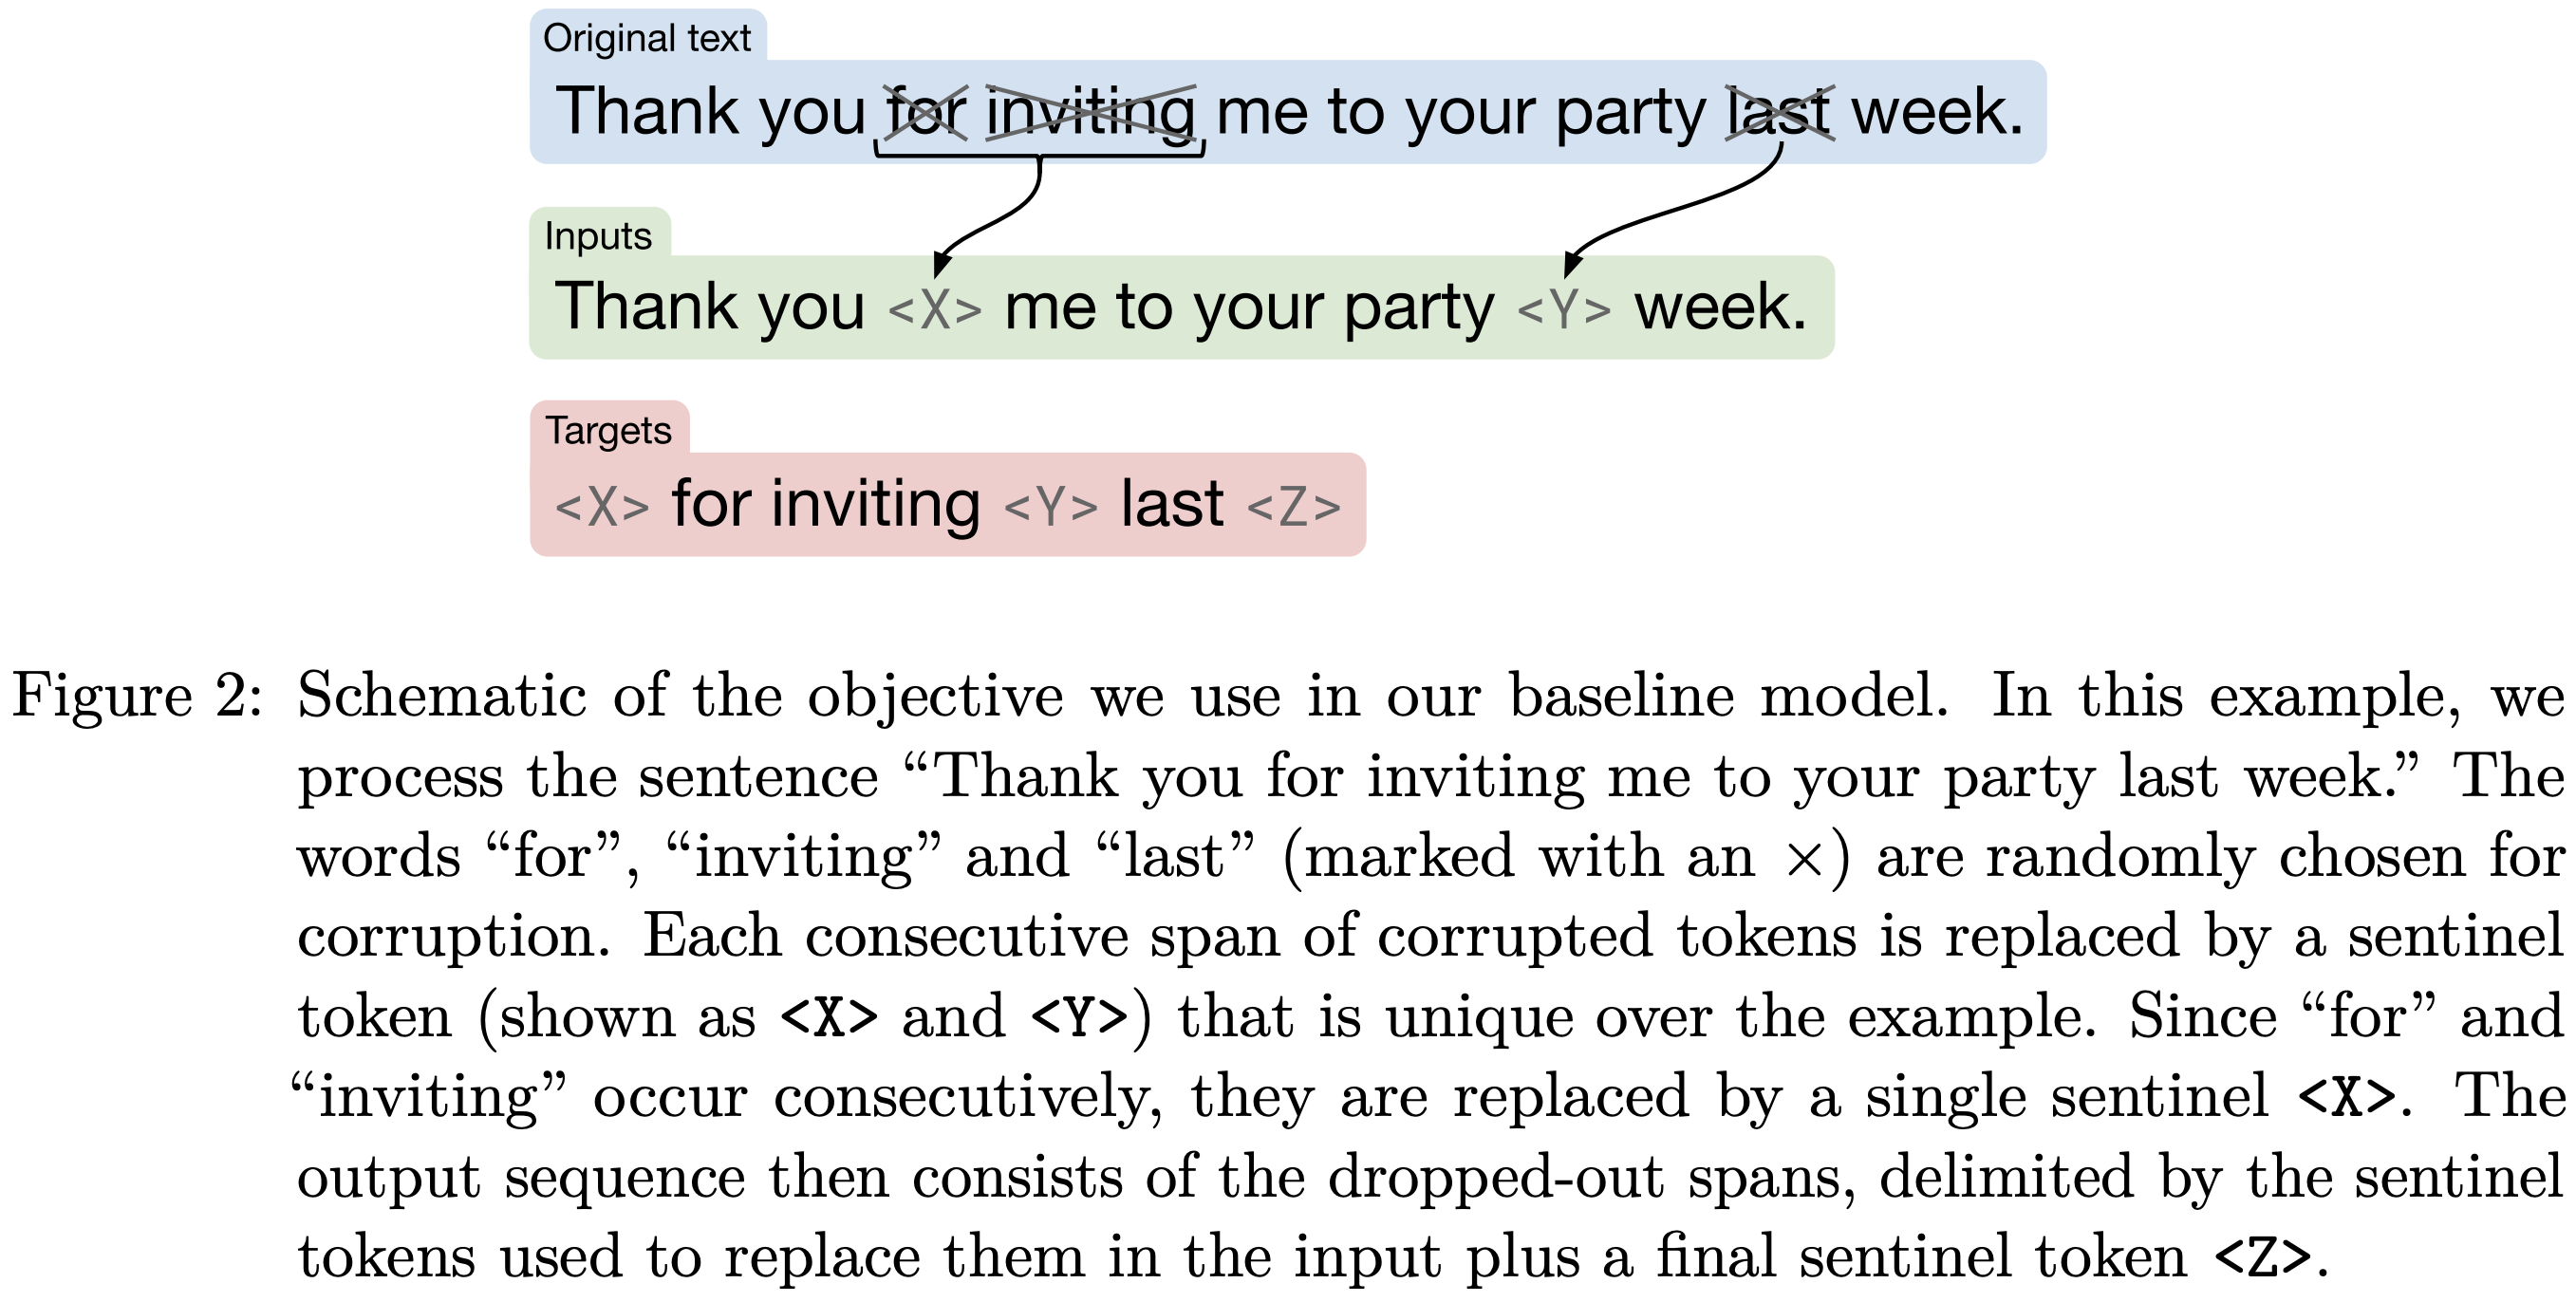 Original text
Thank you for inviting me to your party last week.
Inputs
Thank you <X> me to your party <Y> week.
Targets
<X> for inviting <Y> last <Z>
Figure 2: Schematic of the objective we use in our baseline model. In this example, we
process the sentence “Thank you for inviting me to your party last week.” The
words “for”, “inviting” and “last” (marked with an ×) are randomly chosen for
corruption. Each consecutive span of corrupted tokens is replaced by a sentinel
token (shown as <X> and <Y>) that is unique over the example. Since “for” and
“inviting” occur consecutively, they are replaced by a single sentinel <X>. The
output sequence then consists of the dropped-out spans, delimited by the sentinel
tokens used to replace them in the input plus a final sentinel token <Z>.